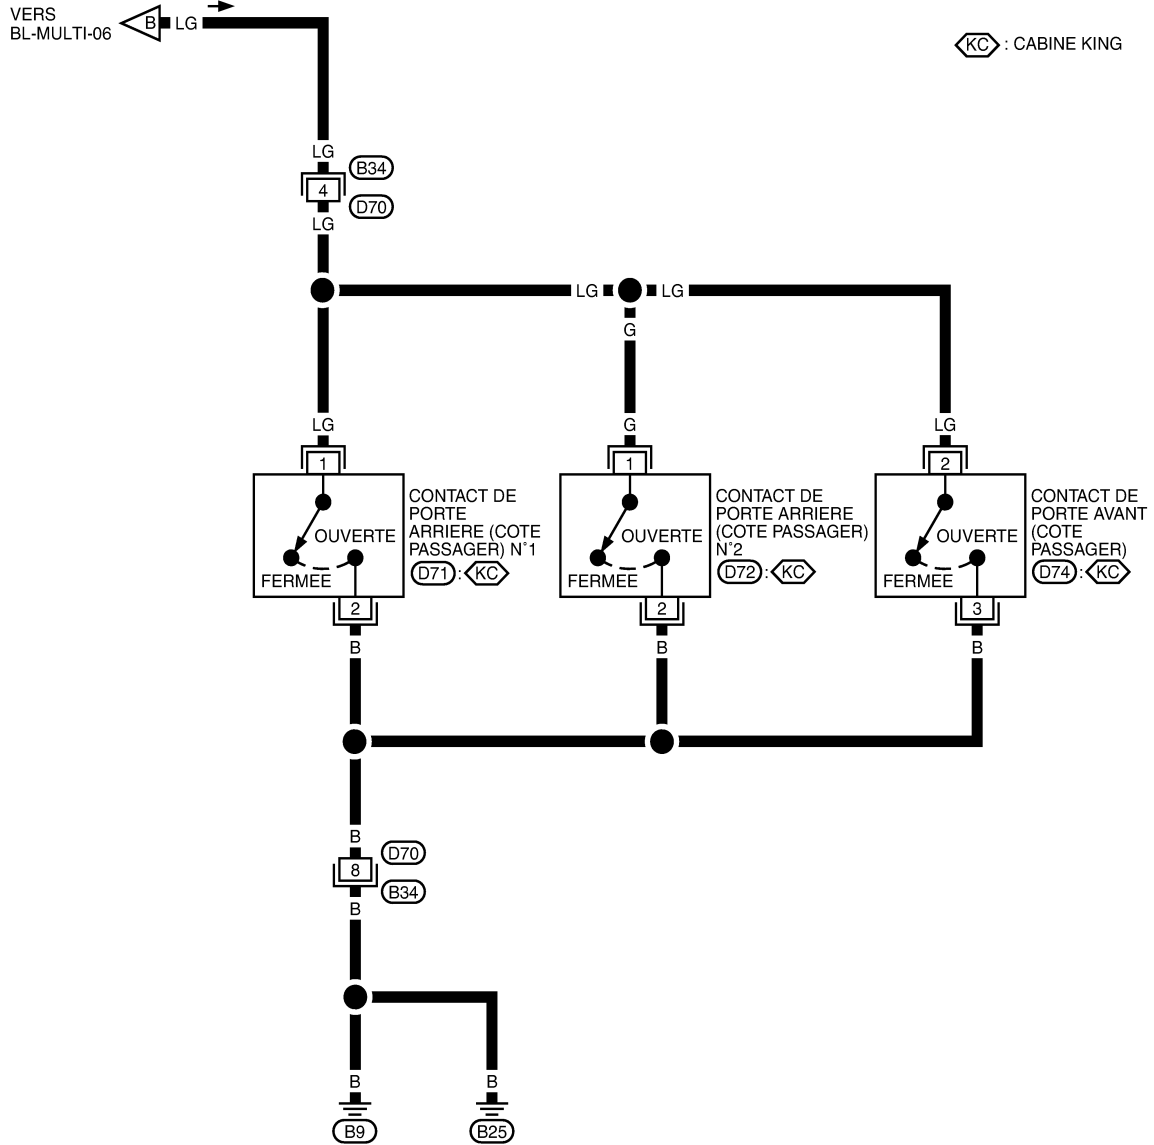 VERS
BL-MULTI-06
B
LG
KC : CABINE KING
LG
B34
4
D70
LG
LG
LG
G
LG
G
LG
1
1
2
CONTACT DE
PORTE
ARRIERE (COTE
PASSAGER) N°1
D71 : KC
OUVERTE
FERMEE
CONTACT DE
PORTE ARRIERE
(COTE PASSAGER)
N°2
D72 : KC
OUVERTE
FERMEE
CONTACT DE
PORTE AVANT
(COTE
PASSAGER)
D74 : KC
OUVERTE
FERMEE
2
2
3
B
B
B
B
D70
8
B34
B
B
B
B9
B25